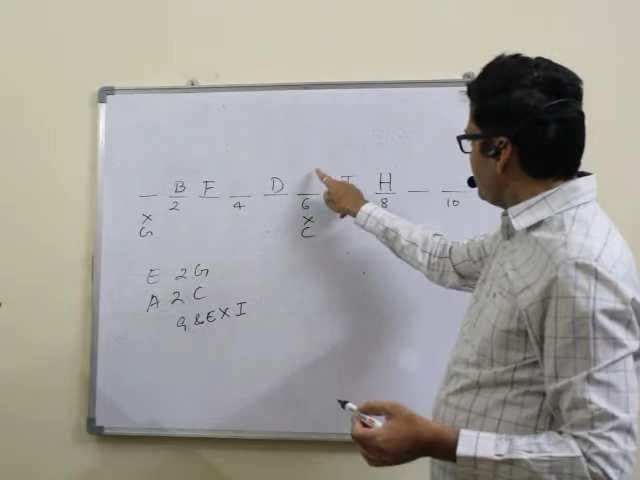 _ B F _ D _ I H _ _
2 4 6 8 10
X X
G C
E 2 G
A 2 C
G & E X I